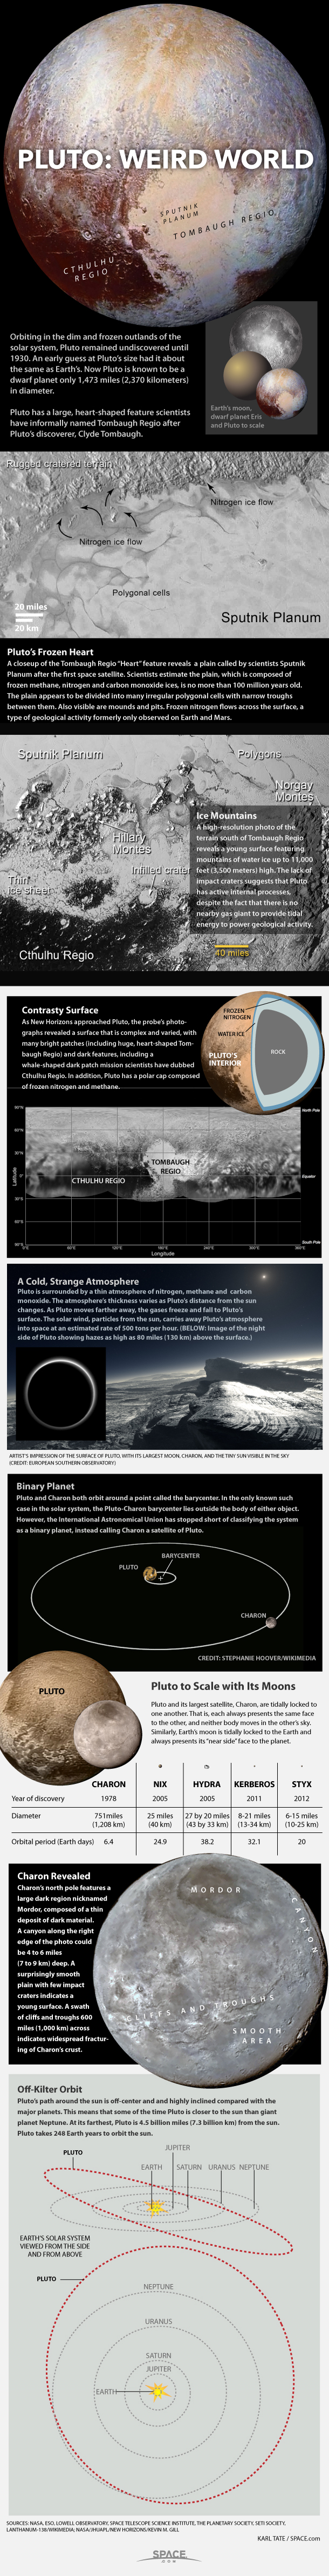 PLUTO: WEIRD WORLD
SPUTNIK
PLANUM
TOMBAUGH REGIO
CTHULHU
REGIO
Orbiting in the dim and frozen outlands of the
solar system, Pluto remained undiscovered until
1930. An early guess at Pluto's size had it about
the same as Earth's. Now Pluto is known to be a
dwarf planet only 1,473 miles (2,370 kilometers)
in diameter.
Pluto has a large, heart-shaped feature scientists
have informally named Tombaugh Regio after
Pluto's discoverer, Clyde Tombaugh.
Earth's moon,
dwarf planet Eris
and Pluto to scale
Rugged cratered terrain
Nitrogen ice flow
Nitrogen ice flow
Polygonal cells
20 miles
20 km
Sputnik Planum
Pluto's Frozen Heart
A closeup of the Tombaugh Regio "Heart" feature reveals a plain called by scientists Sputnik
Planum after the first space satellite. Scientists estimate the plain, which is composed of
frozen methane, nitrogen and carbon monoxide ices, is no more than 100 million years old.
The plain appears to be divided into many irregular polygonal cells with narrow troughs
between them. Also visible are mounds and pits. Frozen nitrogen flows across the surface, a
type of geological activity formerly only observed on Earth and Mars.
Sputnik Planum
Polygons
Norgay
Montes
Hillary
Montes
Infilled crater
Thin
ice sheet
Cthulhu Regio
Ice Mountains
A high-resolution photo of the
terrain south of Tombaugh Regio
reveals a young surface featuring
mountains of water ice up to 11,000
feet (3,500 meters) high. The lack of
impact craters suggests that Pluto
has active internal processes,
despite the fact that there is no
nearby gas giant to provide tidal
energy to power geological activity.
40 miles
Contrasty Surface
As New Horizons approached Pluto, the probe's photo-
graphs revealed a surface that is complex and varied, with
many bright patches (including huge, heart-shaped Tom-
baugh Regio) and dark features, including a
whale-shaped dark patch mission scientists have dubbed
Cthulhu Regio. In addition, Pluto has a polar cap composed
of frozen nitrogen and methane.
FROZEN
NITROGEN
WATER ICE
PLUTO'S
INTERIOR
ROCK
90°N
60°N
30°N
0°
30°S
60°S
90°S
Latitude
North Pole
Equator
South Pole
TOMBAUGH
REGIO
CTHULHU REGIO
0°E
60°E
120°E
180°E
240°E
300°E
360°E
Longitude
A Cold, Strange Atmosphere
Pluto is surrounded by a thin atmosphere of nitrogen, methane and carbon
monoxide. The atmosphere's thickness varies as Pluto's distance from the sun
changes. As Pluto moves farther away, the gases freeze and fall to Pluto's
surface. The solar wind, particles from the sun, carries away Pluto's atmosphere
into space at an estimated rate of 500 tons per hour. (BELOW: Image of the night
side of Pluto showing hazes as high as 80 miles (130 km) above the surface.)
ARTIST'S IMPRESSION OF THE SURFACE OF PLUTO, WITH ITS LARGEST MOON, CHARON, AND THE TINY SUN VISIBLE IN THE SKY
(CREDIT: EUROPEAN SOUTHERN OBSERVATORY)
Binary Planet
Pluto and Charon both orbit around a point called the barycenter. In the only known such
case in the solar system, the Pluto-Charon barycenter lies outside the body of either object.
However, the International Astronomical Union has stopped short of classifying the system
as a binary planet, instead calling Charon a satellite of Pluto.
BARYCENTER
PLUTO
CHARON
CREDIT: STEPHANIE HOOVER/WIKIMEDIA
PLUTO
Pluto to Scale with Its Moons
Pluto and its largest satellite, Charon, are tidally locked to
one another. That is, each always presents the same face
to the other, and neither body moves in the other's sky.
Similarly, Earth's moon is tidally locked to the Earth and
always presents its "near side" face to the planet.
CHARON NIX HYDRA KERBEROS STYX
Year of discovery 1978 2005 2005 2011 2012
Diameter 751miles 25 miles 27 by 20 miles 8-21 miles 6-15 miles
(1,208 km) (40 km) (43 by 33 km) (13-34 km) (10-25 km)
Orbital period (Earth days) 6.4 24.9 38.2 32.1 20
Charon Revealed
Charon's north pole features a
large dark region nicknamed
Mordor, composed of a thin
deposit of dark material.
A canyon along the right
edge of the photo could
be 4 to 6 miles
(7 to 9 km) deep. A
surprisingly smooth
plain with few impact
craters indicates a
young surface. A swath
of cliffs and troughs 600
miles (1,000 km) across
indicates widespread fractur-
ing of Charon's crust.
MORDOR
CANYON
CLIFFS AND TROUGHS
SMOOTH
AREA
Off-Kilter Orbit
Pluto's path around the sun is off-center and and highly inclined compared with the
major planets. This means that some of the time Pluto is closer to the sun than giant
planet Neptune. At its farthest, Pluto is 4.5 billion miles (7.3 billion km) from the sun.
Pluto takes 248 Earth years to orbit the sun.
JUPITER
PLUTO
EARTH SATURN URANUS NEPTUNE
EARTH'S SOLAR SYSTEM
VIEWED FROM THE SIDE
AND FROM ABOVE
PLUTO
NEPTUNE
URANUS
SATURN
JUPITER
EARTH
SOURCES: NASA, ESO, LOWELL OBSERVATORY, SPACE TELESCOPE SCIENCE INSTITUTE, THE PLANETARY SOCIETY, SETI SOCIETY,
LANTHANUM-138/WIKIMEDIA; NASA/JHUAPL/NEW HORIZONS/KEVIN M. GILL
KARL TATE / SPACE.com
SPACE
.COM